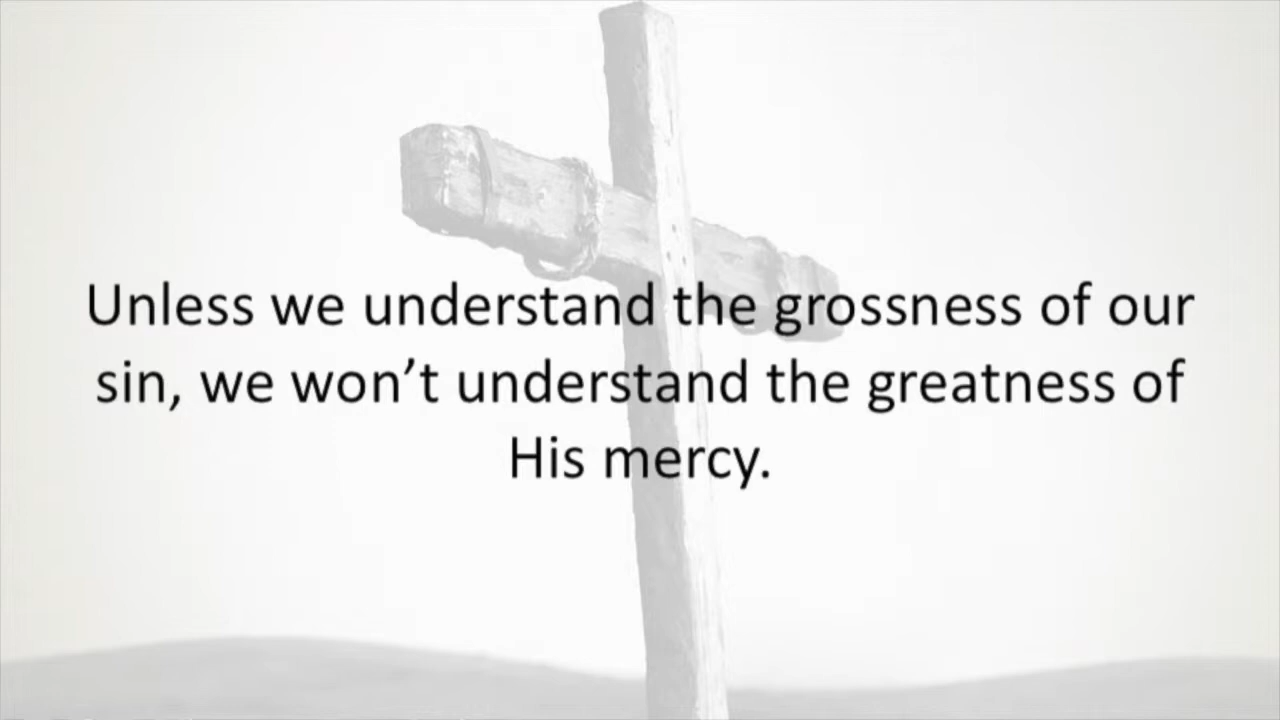 Unless we understand the grossness of our
sin, we won’t understand the greatness of
His mercy.